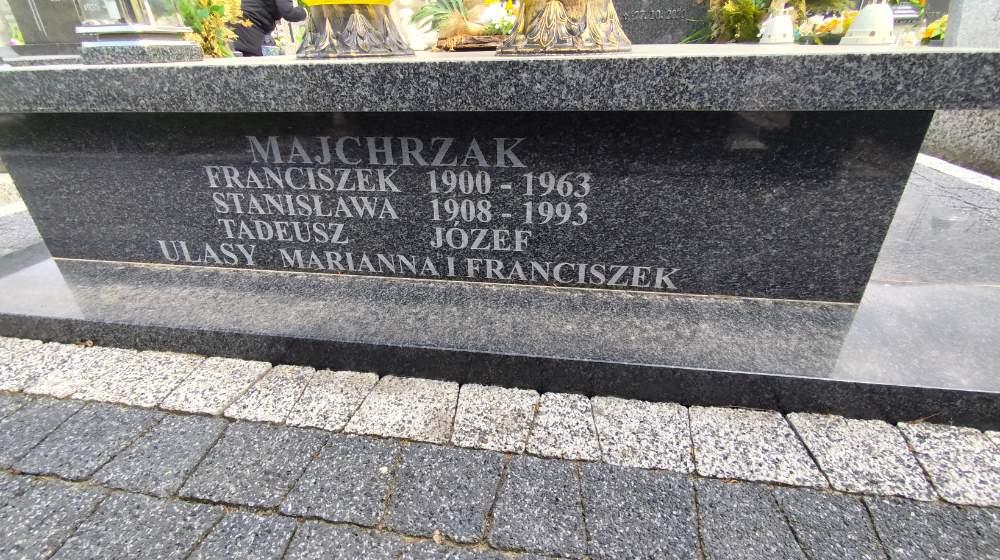 MAJCHRZAK
FRANCISZEK 1900 - 1963
STANISŁAWA 1908 - 1993
TADEUSZ JÓZEF
ULASY MARIANNA I FRANCISZEK